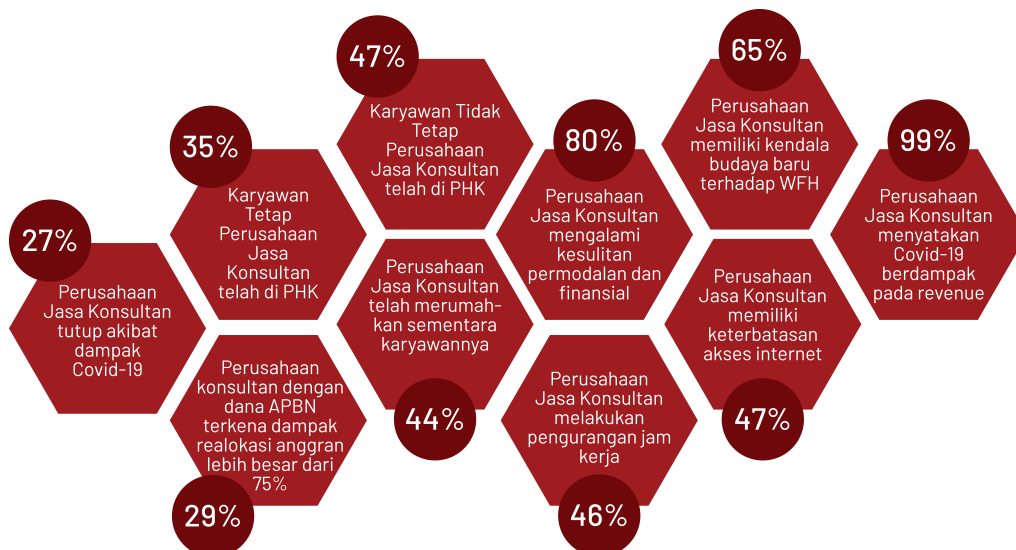 27%
Perusahaan
Jasa Konsultan
tutup akibat
dampak
Covid-19
35%
Karyawan
Tetap
Perusahaan
Jasa
Konsultan
telah di PHK
29%
Perusahaan
konsultan dengan
dana APBN
terkena dampak
realokasi anggran
lebih besar dari
75%
47%
Karyawan Tidak
Tetap
Perusahaan
Jasa Konsultan
telah di PHK
44%
Perusahaan
Jasa Konsultan
telah merumah-
kan sementara
karyawannya
80%
Perusahaan
Jasa Konsultan
mengalami
kesulitan
permodalan dan
finansial
46%
Perusahaan
Jasa Konsultan
melakukan
pengurangan jam
kerja
65%
Perusahaan
Jasa Konsultan
memiliki kendala
budaya baru
terhadap WFH
47%
Perusahaan
Jasa Konsultan
memiliki
keterbatasan
akses internet
99%
Perusahaan
Jasa Konsultan
menyatakan
Covid-19
berdampak
pada revenue